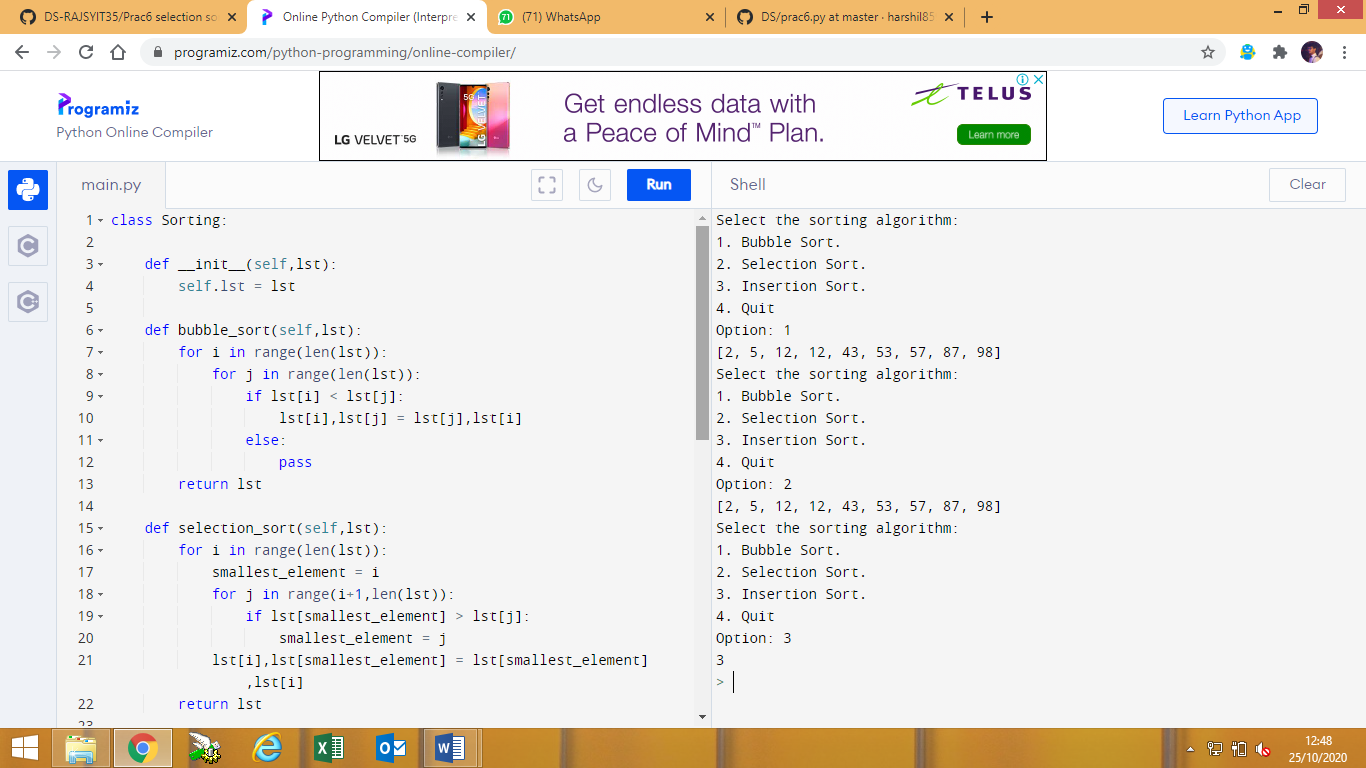 DS-RAJSYIT35/Prac6 selection so
Online Python Compiler (Interpre
(71) WhatsApp
DS/prac6.py at master · harshil85
programiz.com/python-programming/online-compiler/
Programiz
Python Online Compiler
LG VELVET 5G
5G
LG VELVET
Get endless data with
a Peace of Mind™ Plan.
TELUS
Learn more
Learn Python App
main.py
Run
Shell
Clear
1 class Sorting:
2
3 def __init__(self,lst):
4 self.lst = lst
5
6 def bubble_sort(self,lst):
7 for i in range(len(lst)):
8 for j in range(len(lst)):
9 if lst[i] < lst[j]:
10 lst[i],lst[j] = lst[j],lst[i]
11 else:
12 pass
13 return lst
14
15 def selection_sort(self,lst):
16 for i in range(len(lst)):
17 smallest_element = i
18 for j in range(i+1,len(lst)):
19 if lst[smallest_element] > lst[j]:
20 smallest_element = j
21 lst[i],lst[smallest_element] = lst[smallest_element]
,lst[i]
22 return lst
23
Select the sorting algorithm:
1. Bubble Sort.
2. Selection Sort.
3. Insertion Sort.
4. Quit
Option: 1
[2, 5, 12, 12, 43, 53, 57, 87, 98]
Select the sorting algorithm:
1. Bubble Sort.
2. Selection Sort.
3. Insertion Sort.
4. Quit
Option: 2
[2, 5, 12, 12, 43, 53, 57, 87, 98]
Select the sorting algorithm:
1. Bubble Sort.
2. Selection Sort.
3. Insertion Sort.
4. Quit
Option: 3
3
>
12:48
25/10/2020